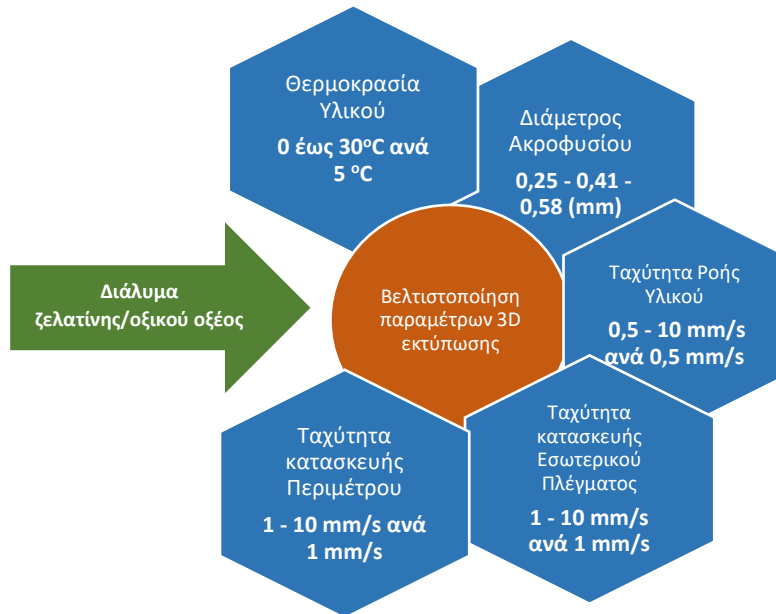 Θερμοκρασία
Υλικού
0 έως 30°C ανά
5 °C
Διάμετρος
Ακροφυσίου
0,25 - 0,41 -
0,58 (mm)
Ταχύτητα Ροής
Υλικού
0,5 - 10 mm/s
ανά 0,5 mm/s
Διάλυμα
ζελατίνης/οξικού οξέος
Βελτιστοποίηση
παραμέτρων 3D
εκτύπωσης
Ταχύτητα
κατασκευής
Περιμέτρου
1 - 10 mm/s ανά
1 mm/s
Ταχύτητα
κατασκευής
Εσωτερικού
Πλέγματος
1 - 10 mm/s
ανά 1 mm/s